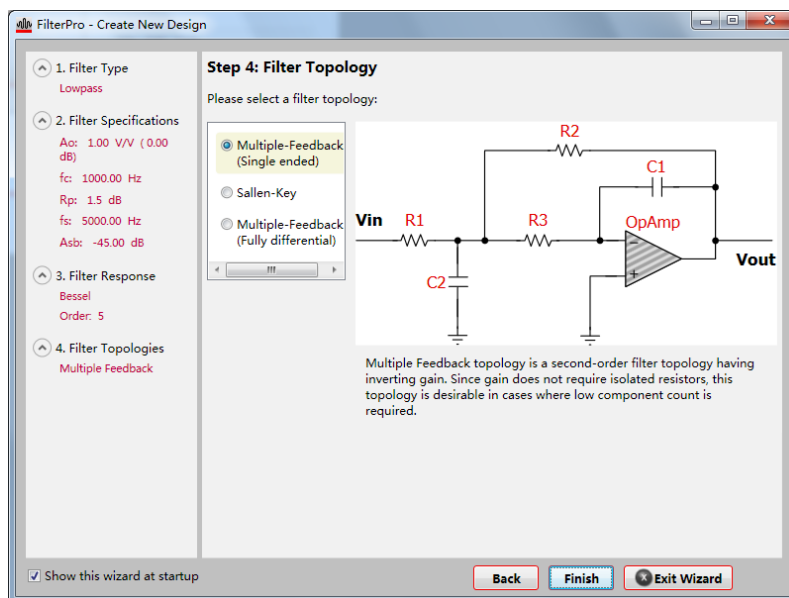 FilterPro - Create New Design
1. Filter Type
Lowpass
2. Filter Specifications
Ao: 1.00 V/V ( 0.00
dB)
fc: 1000.00 Hz
Rp: 1.5 dB
fs: 5000.00 Hz
Asb: -45.00 dB
3. Filter Response
Bessel
Order: 5
4. Filter Topologies
Multiple Feedback
Step 4: Filter Topology
Please select a filter topology:
Multiple-Feedback
(Single ended)
Sallen-Key
Multiple-Feedback
(Fully differential)
R2
C1
Vin
R1
R3
OpAmp
Vout
C2
Multiple Feedback topology is a second-order filter topology having
inverting gain. Since gain does not require isolated resistors, this
topology is desirable in cases where low component count is
required.
Show this wizard at startup
Back
Finish
Exit Wizard